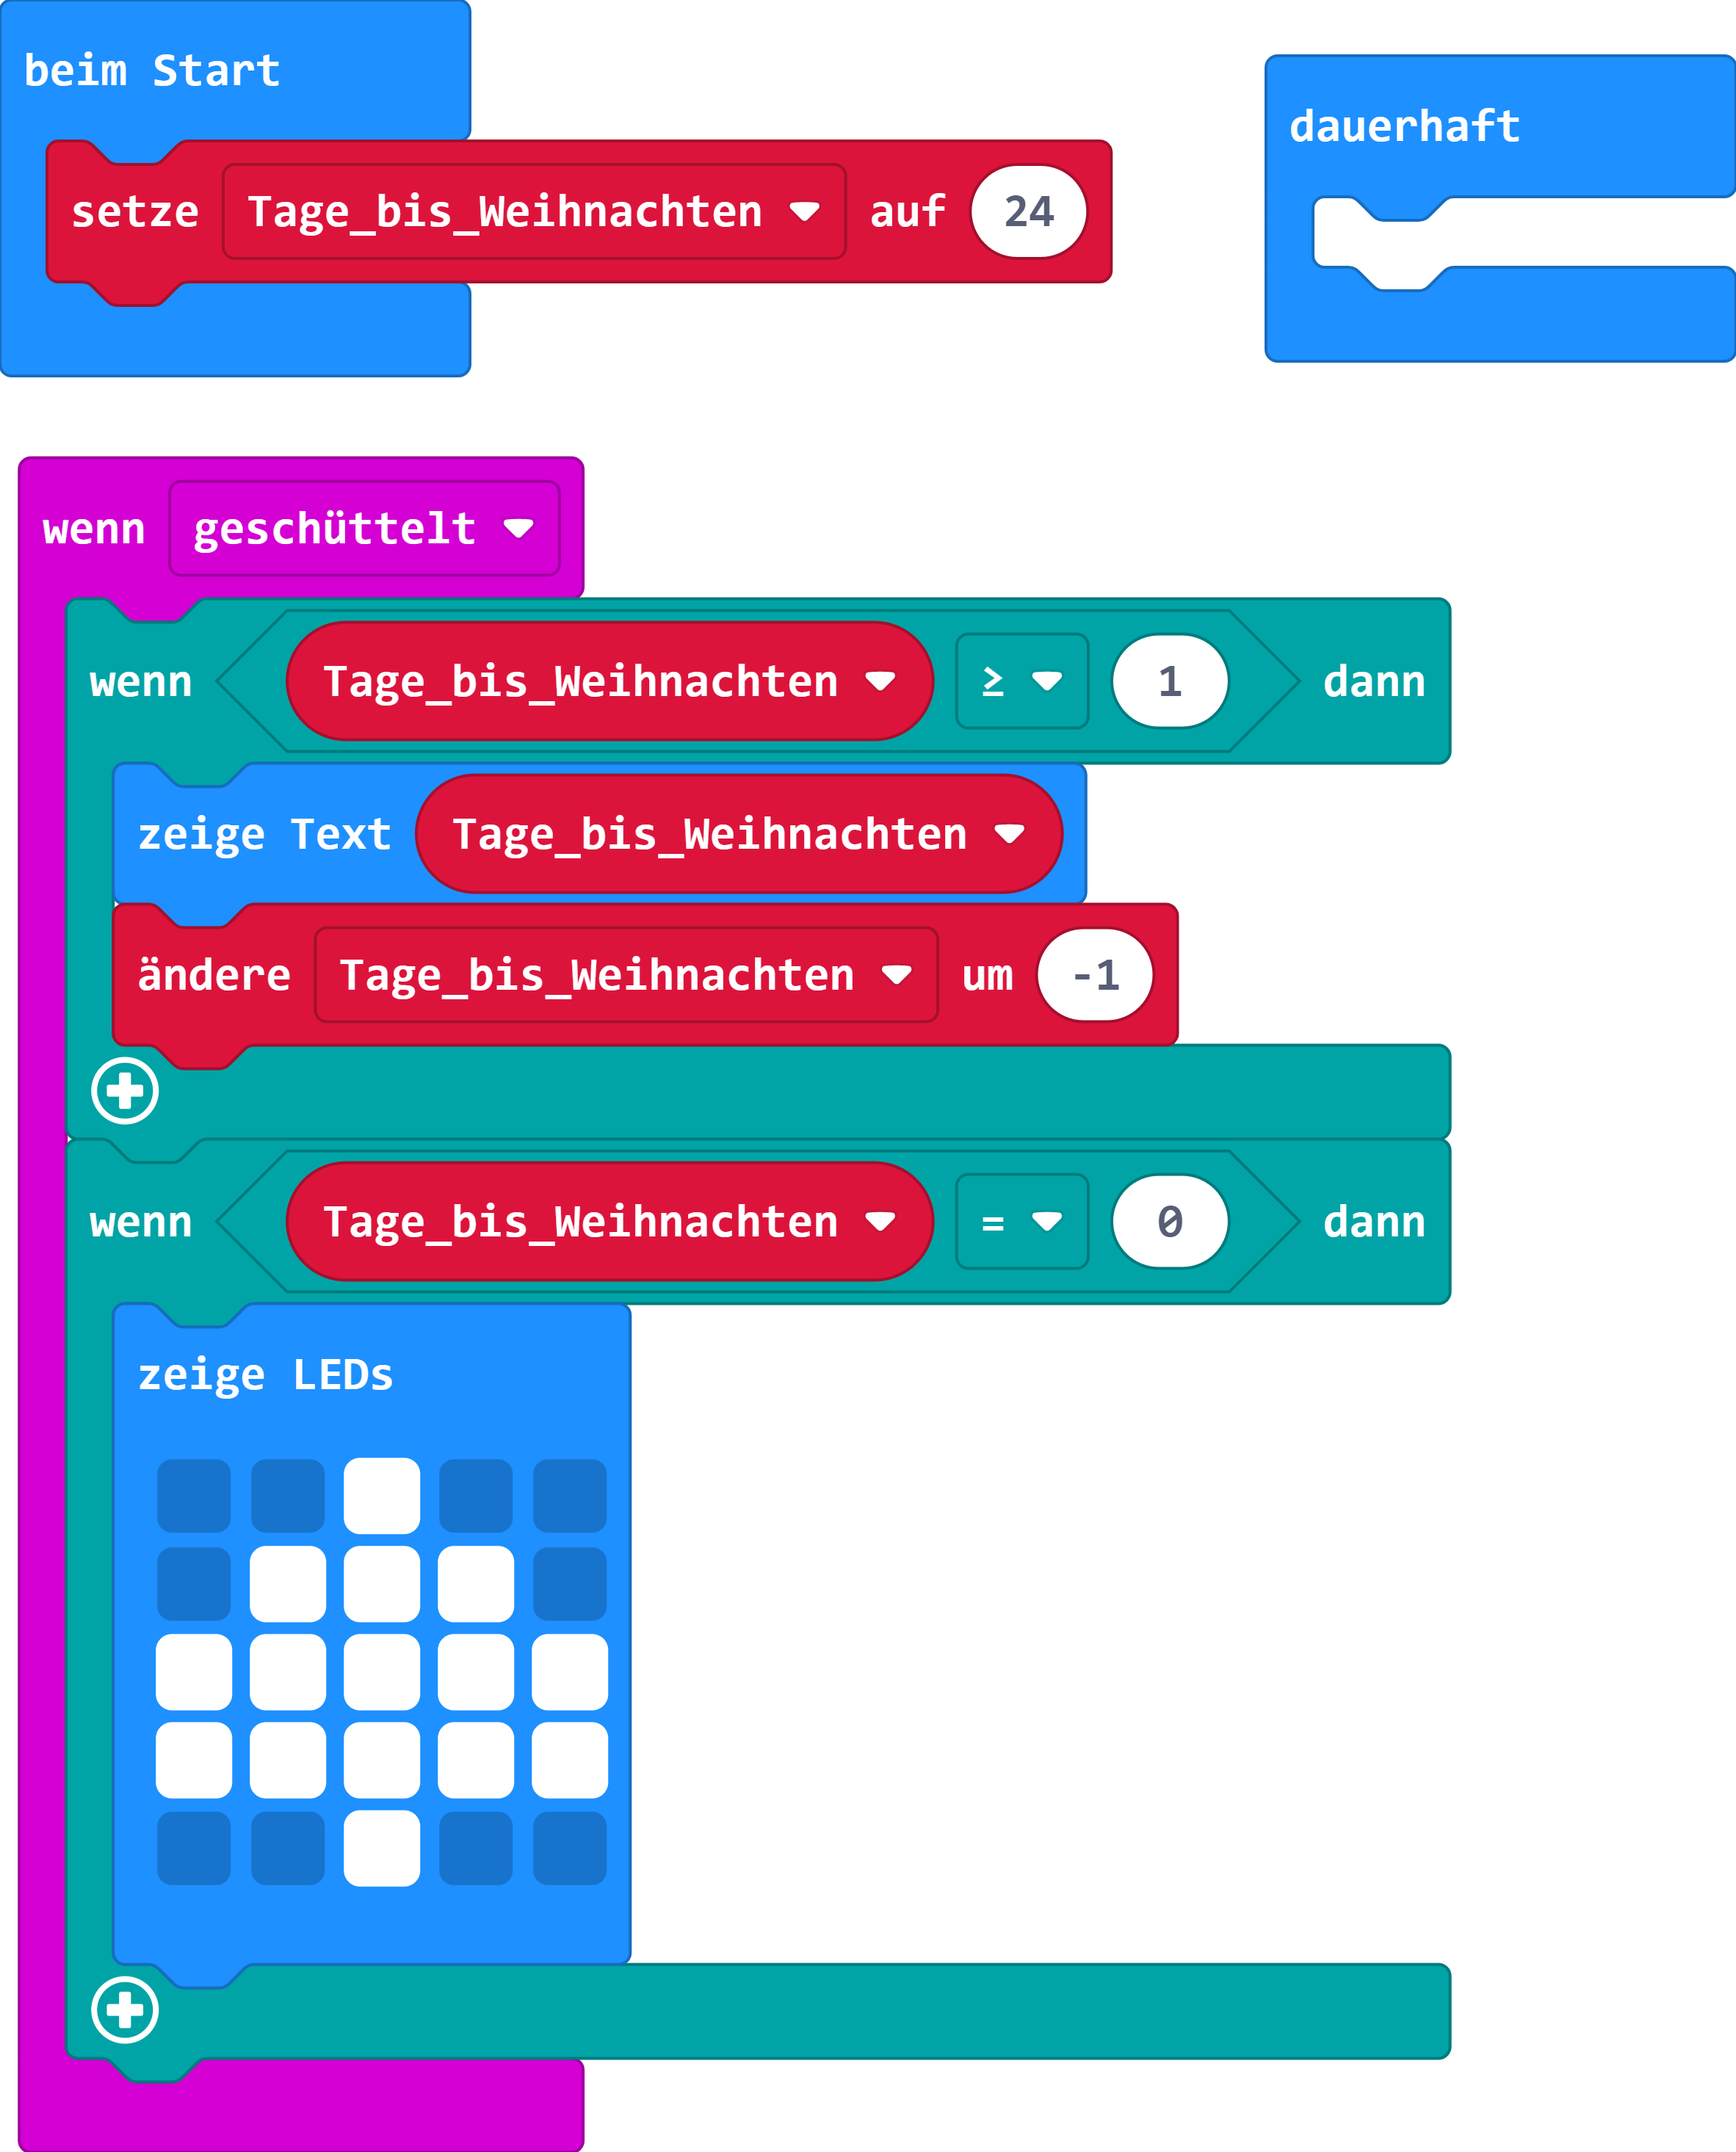 beim Start
setze Tage_bis_Weihnachten auf 24
dauerhaft
wenn geschüttelt
wenn Tage_bis_Weihnachten ≥ 1 dann
zeige Text Tage_bis_Weihnachten
ändere Tage_bis_Weihnachten um -1
wenn Tage_bis_Weihnachten = 0 dann
zeige LEDs